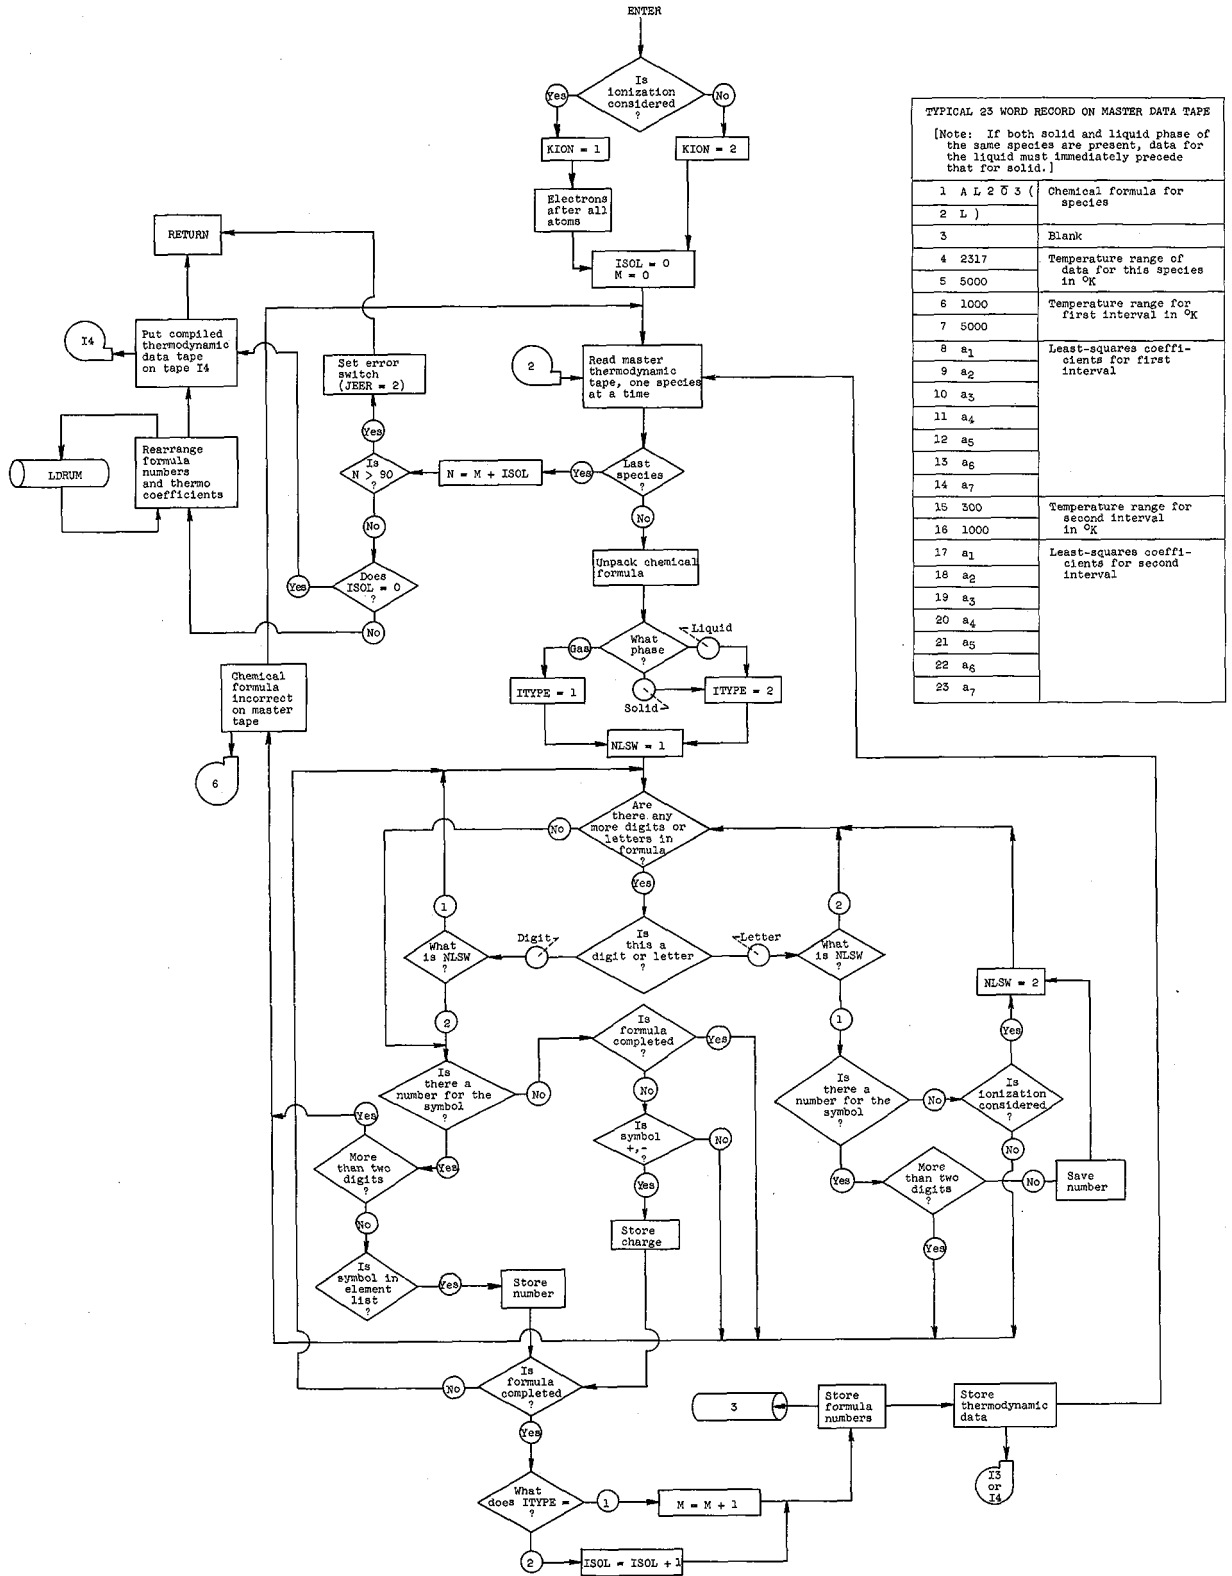 ENTER
Is
ionization
considered
?
Yes
No
KION = 1
KION = 2
Electrons
after all
atoms
ISOL = 0
M = 0
RETURN
I4
Put compiled
thermodynamic
data tape
on tape I4
Set error
switch
(JEER = 2)
2
Read master
thermodynamic
tape, one species
at a time
Yes
LDRUM
Rearrange
formula
numbers
and thermo
coefficients
Is
N > 90
?
N = M + ISOL
Yes
Last
species
?
No
No
Unpack chemical
formula
Does
ISOL = 0
?
Yes
No
What
phase
?
Gas
Liquid
Solid
ITYPE = 1
ITYPE = 2
Chemical
formula
incorrect
on master
tape
6
NLSW = 1
Are
there any
more digits or
letters in
formula
?
No
Yes
1
2
What
is NLSW
?
Digit
Is
this a
digit or letter
?
Letter
What
is NLSW
?
NLSW = 2
2
1
Is
formula
completed
?
Yes
Yes
Is
there a
number for the
symbol
?
No
No
Is
there a
number for the
symbol
?
No
Is
ionization
considered
?
Yes
Is
symbol
+,-
?
No
No
More
than two
digits
?
Yes
Yes
Yes
More
than two
digits
?
No
Save
number
No
Store
charge
Yes
Is
symbol in
element
list
?
Yes
Store
number
Is
formula
completed
?
No
Yes
3
Store
formula
numbers
Store
thermodynamic
data
I3
or
I4
What
does ITYPE =
?
1
M = M + 1
2
ISOL = ISOL + 1
TYPICAL 23 WORD RECORD ON MASTER DATA TAPE
[Note: If both solid and liquid phase of
the same species are present, data for
the liquid must immediately precede
that for solid.]
1 A L 2 O̅ 3 (
Chemical formula for
species
2 L )
3
Blank
4 2317
Temperature range of
data for this species
in °K
5 5000
6 1000
Temperature range for
first interval in °K
7 5000
8 a1
Least-squares coeffi-
cients for first
interval
9 a2
10 a3
11 a4
12 a5
13 a6
14 a7
15 300
Temperature range for
second interval
in °K
16 1000
17 a1
Least-squares coeffi-
cients for second
interval
18 a2
19 a3
20 a4
21 a5
22 a6
23 a7